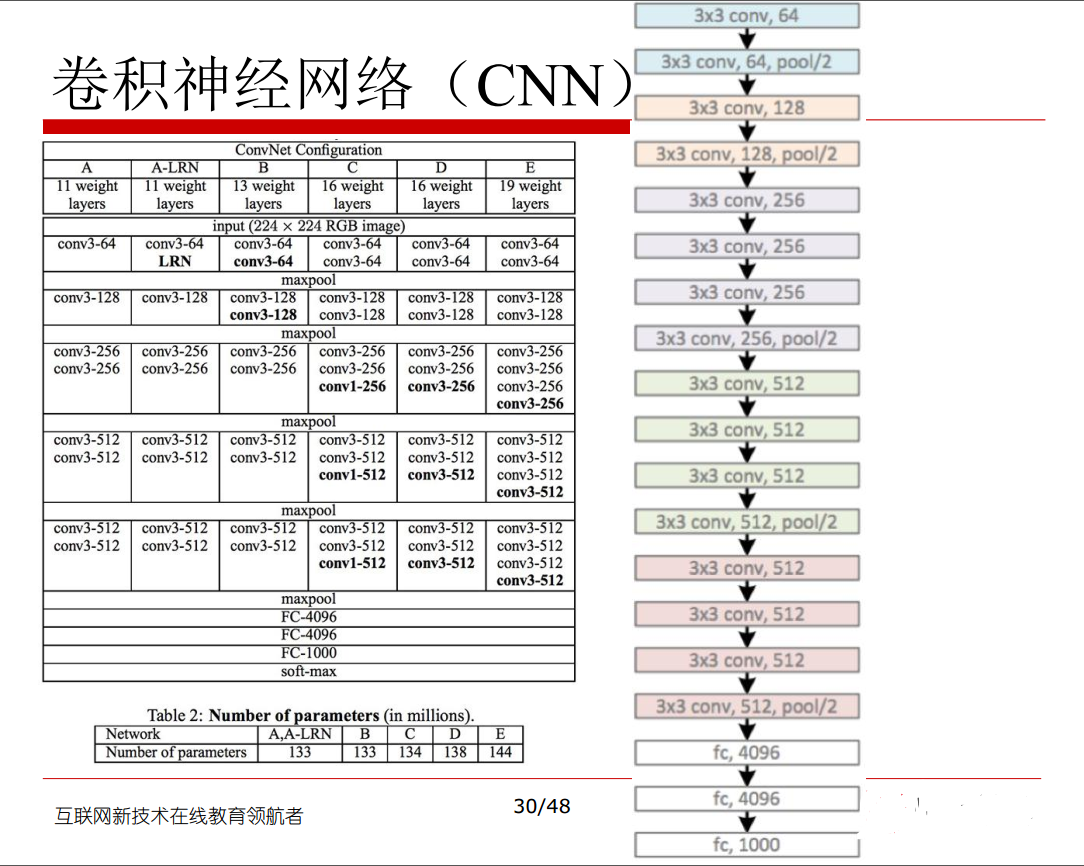 卷积神经网络（CNN）
ConvNet Configuration
A A-LRN B C D E
11 weight layers 11 weight layers 13 weight layers 16 weight layers 16 weight layers 19 weight layers
input (224 × 224 RGB image)
conv3-64 conv3-64 conv3-64 conv3-64 conv3-64 conv3-64
LRN conv3-64 conv3-64 conv3-64 conv3-64
maxpool
conv3-128 conv3-128 conv3-128 conv3-128 conv3-128 conv3-128
conv3-128 conv3-128 conv3-128 conv3-128
maxpool
conv3-256 conv3-256 conv3-256 conv3-256 conv3-256 conv3-256
conv3-256 conv3-256 conv3-256 conv3-256 conv3-256 conv3-256
conv1-256 conv3-256 conv3-256
conv3-256
maxpool
conv3-512 conv3-512 conv3-512 conv3-512 conv3-512 conv3-512
conv3-512 conv3-512 conv3-512 conv3-512 conv3-512 conv3-512
conv1-512 conv3-512 conv3-512
conv3-512
maxpool
conv3-512 conv3-512 conv3-512 conv3-512 conv3-512 conv3-512
conv3-512 conv3-512 conv3-512 conv3-512 conv3-512 conv3-512
conv1-512 conv3-512 conv3-512
conv3-512
maxpool
FC-4096
FC-4096
FC-1000
soft-max
Table 2: Number of parameters (in millions).
Network A,A-LRN B C D E
Number of parameters 133 133 134 138 144
3x3 conv, 64
3x3 conv, 64, pool/2
3x3 conv, 128
3x3 conv, 128, pool/2
3x3 conv, 256
3x3 conv, 256
3x3 conv, 256
3x3 conv, 256, pool/2
3x3 conv, 512
3x3 conv, 512
3x3 conv, 512
3x3 conv, 512, pool/2
3x3 conv, 512
3x3 conv, 512
3x3 conv, 512
3x3 conv, 512, pool/2
fc, 4096
fc, 4096
fc, 1000
互联网新技术在线教育领航者
30/48